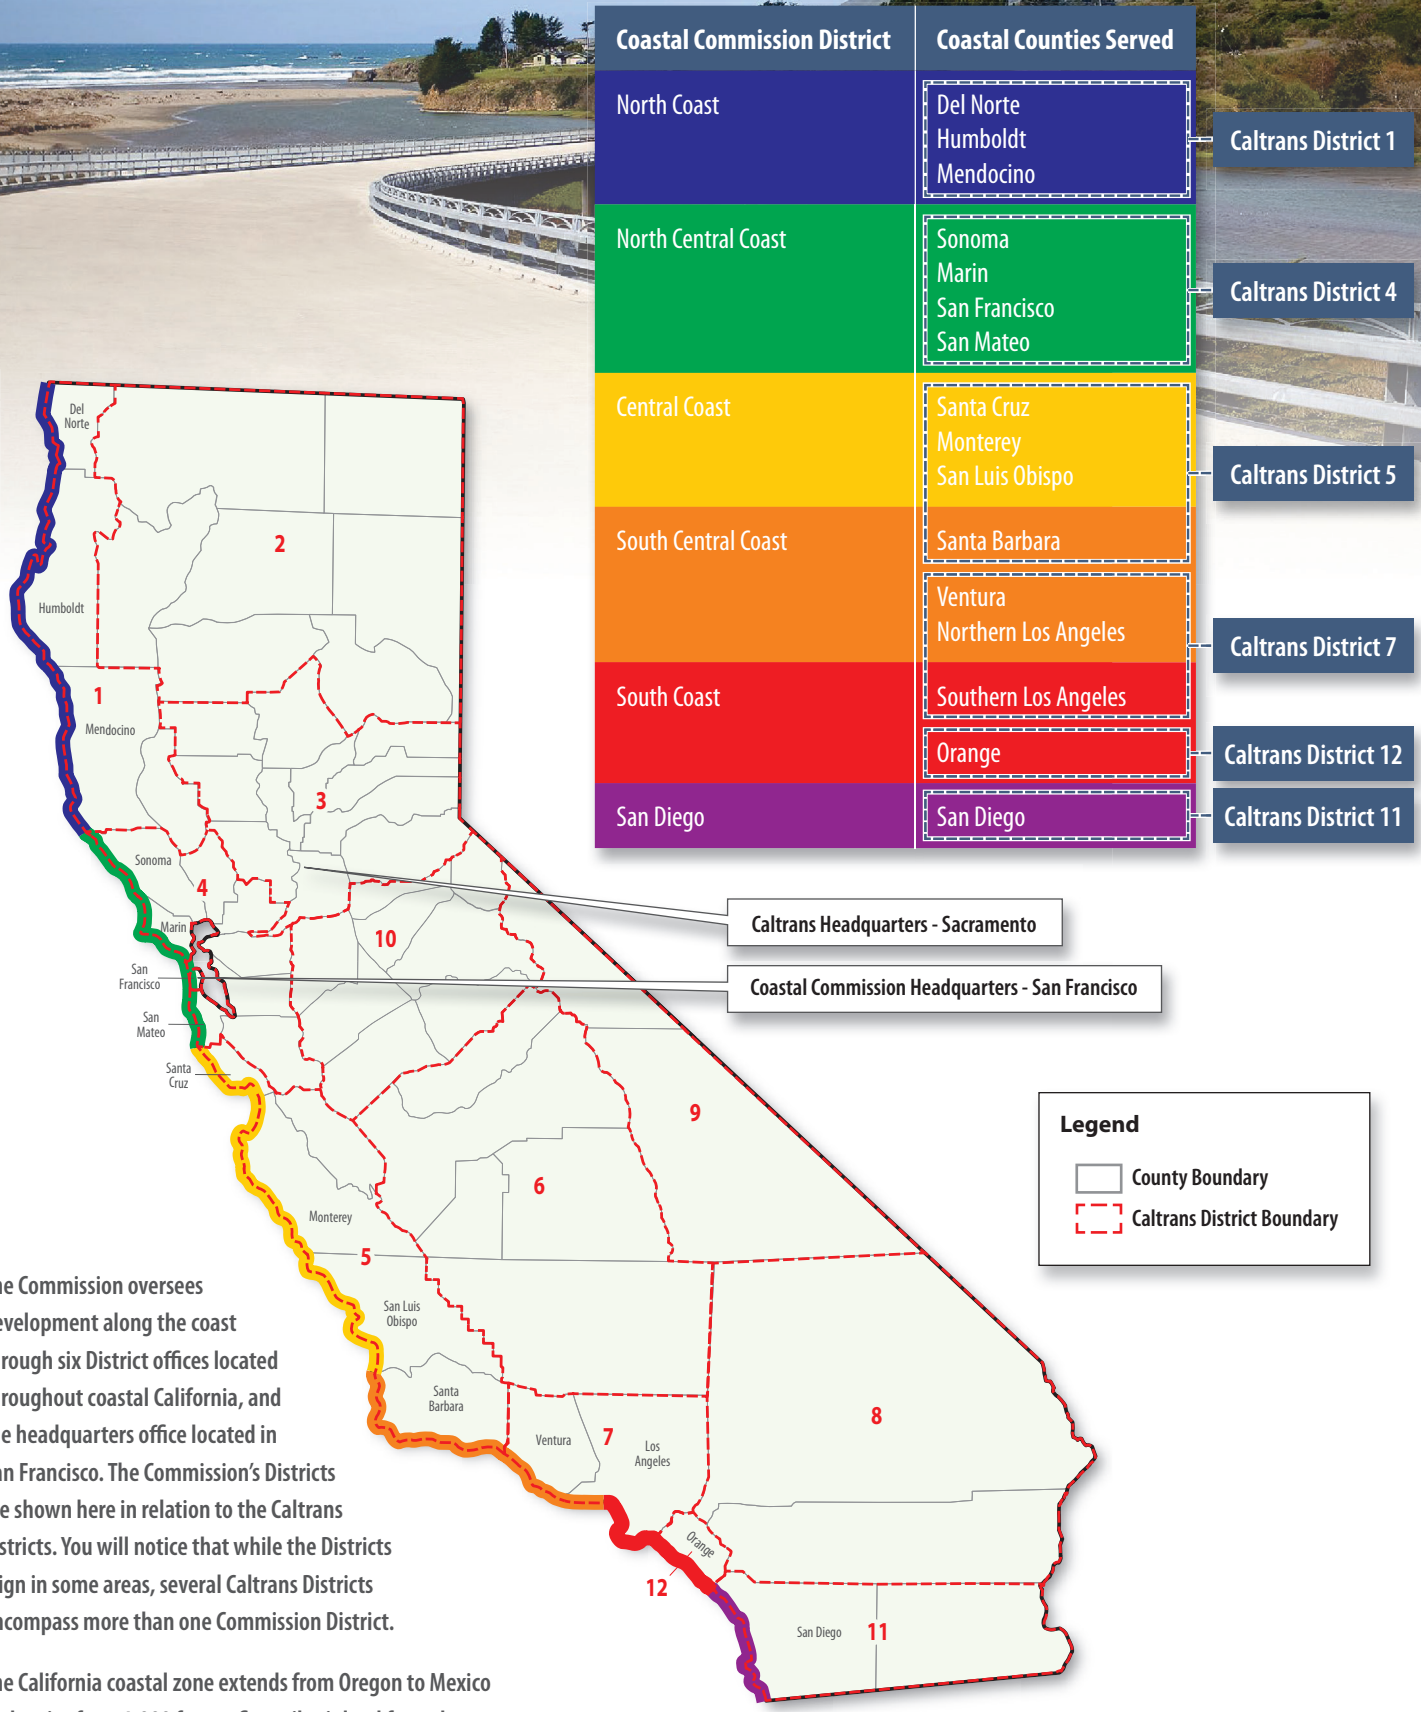 Coastal Commission District
Coastal Counties Served
North Coast
Del Norte
Humboldt
Mendocino
Caltrans District 1
North Central Coast
Sonoma
Marin
San Francisco
San Mateo
Caltrans District 4
Central Coast
Santa Cruz
Monterey
San Luis Obispo
Caltrans District 5
South Central Coast
Santa Barbara
Ventura
Northern Los Angeles
Caltrans District 7
South Coast
Southern Los Angeles
Orange
Caltrans District 12
San Diego
San Diego
Caltrans District 11
Del
Norte
2
Humboldt
1
Mendocino
3
Sonoma
4
Marin
10
San
Francisco
San
Mateo
Santa
Cruz
Caltrans Headquarters - Sacramento
Coastal Commission Headquarters - San Francisco
9
6
Monterey
5
San Luis
Obispo
Santa
Barbara
Ventura
7
Los
Angeles
8
Orange
12
San Diego
11
Legend
County Boundary
Caltrans District Boundary
Commission oversees
along the coast
six District offices located
coastal California, and
headquarters office located in
Francisco. The Commission's Districts
shown here in relation to the Caltrans
You will notice that while the Districts
in some areas, several Caltrans Districts
more than one Commission District.
California coastal zone extends from Oregon to Mexico